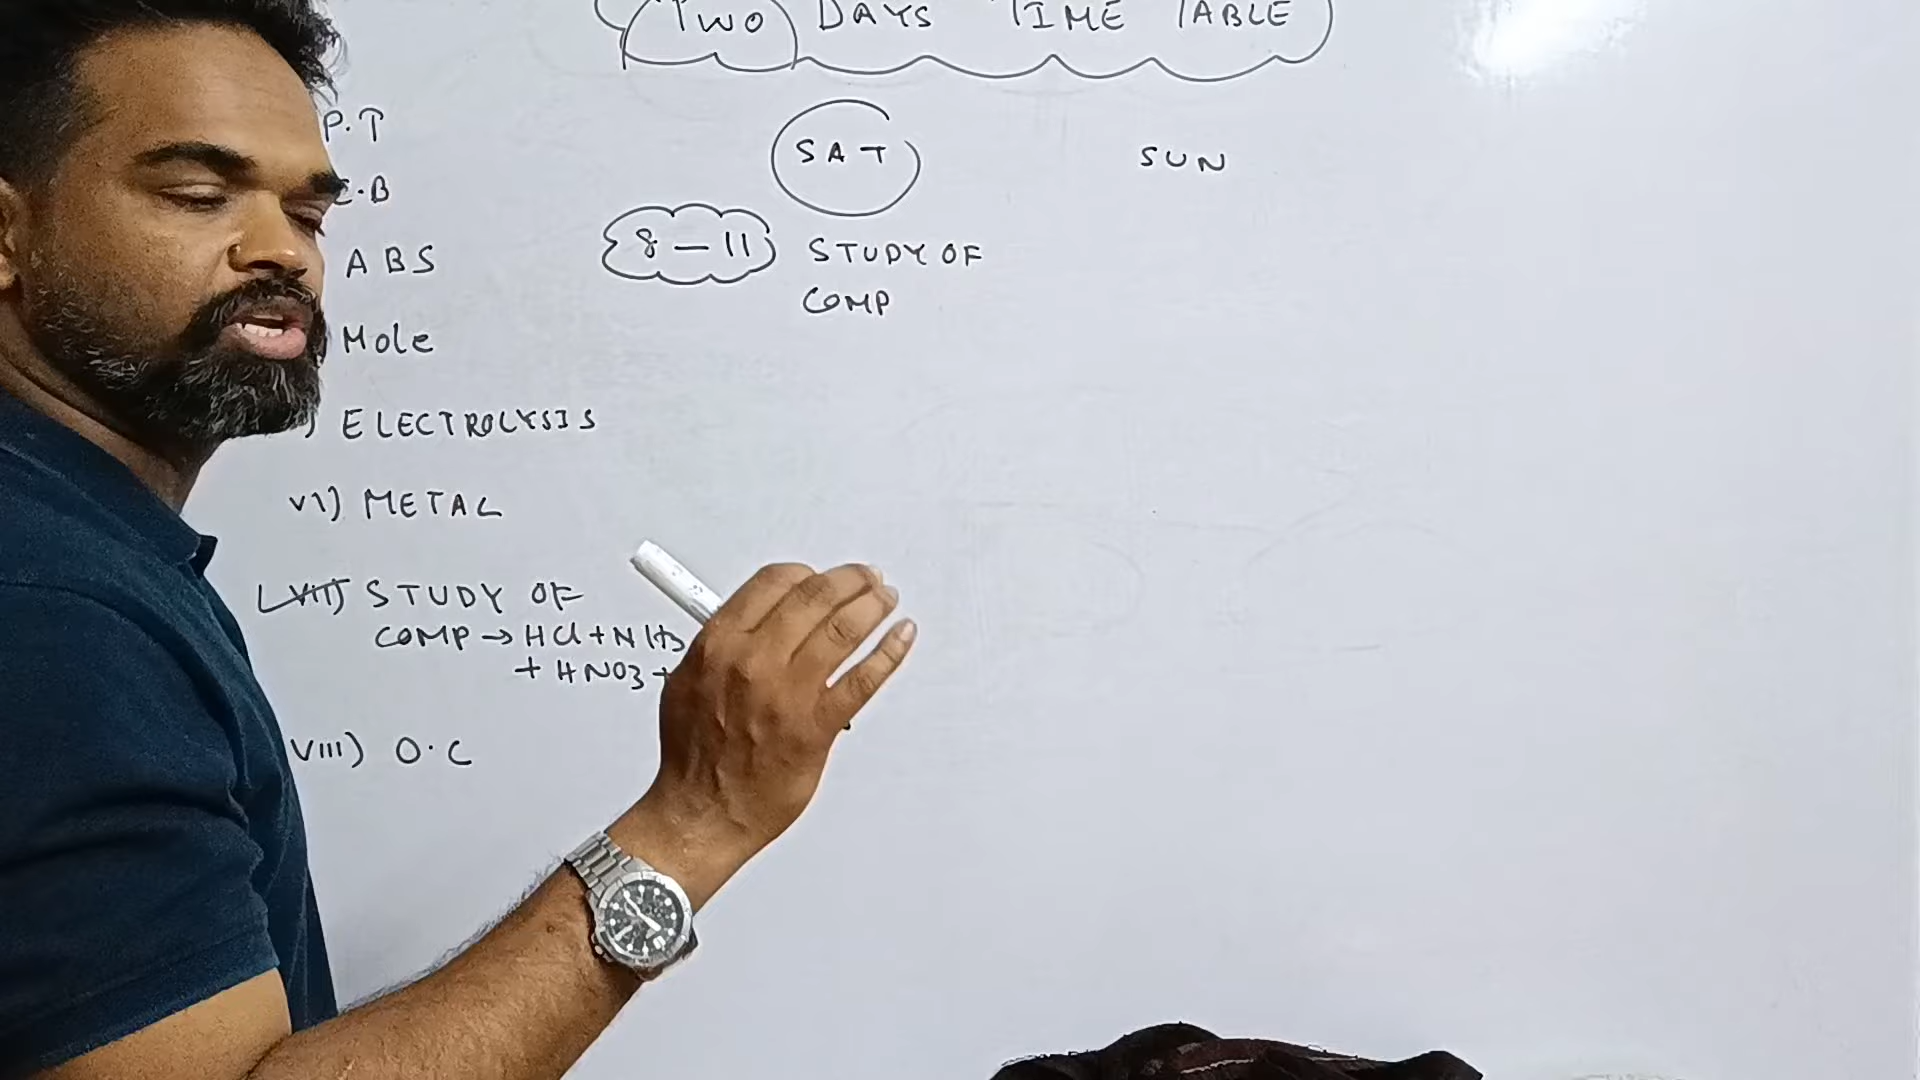 TWO DAYS TIME TABLE
SAT SUN
P.T
C.B
8 — 11 STUDY OF
COMP
ABS
Mole
) ELECTROLYSIS
VI) METAL
VII) STUDY OF
COMP → HCl + NH3
+ HNO3 +
VIII) O.C